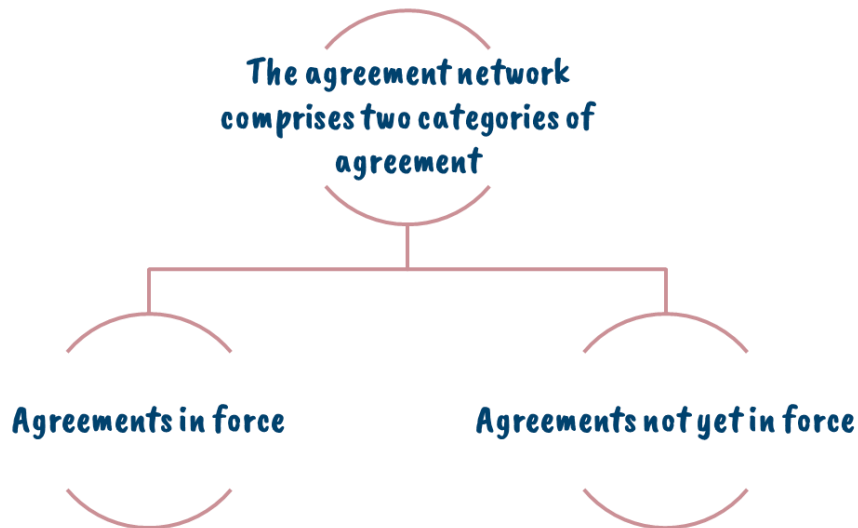 The agreement network
comprises two categories of
agreement
Agreements in force
Agreements not yet in force